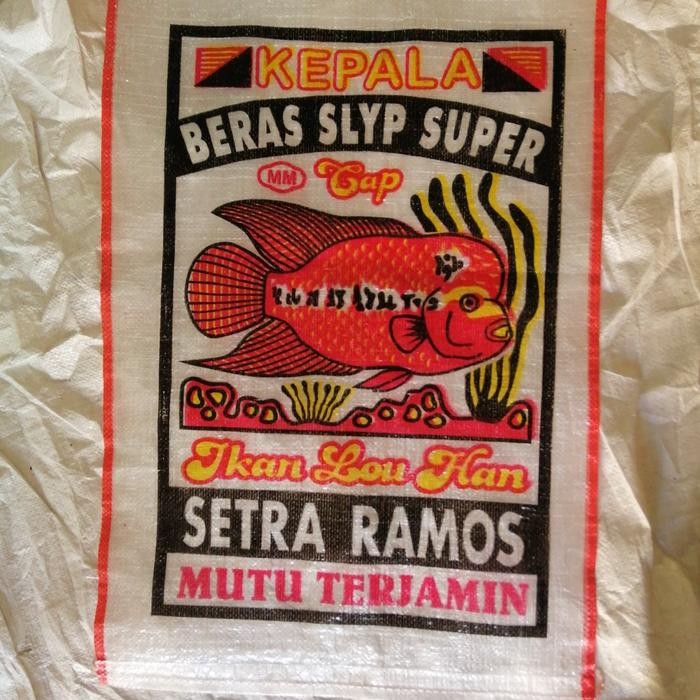 KEPALA
BERAS SLYP SUPER
MM Cap
Ikan Lou Han
SETRA RAMOS
MUTU TERJAMIN